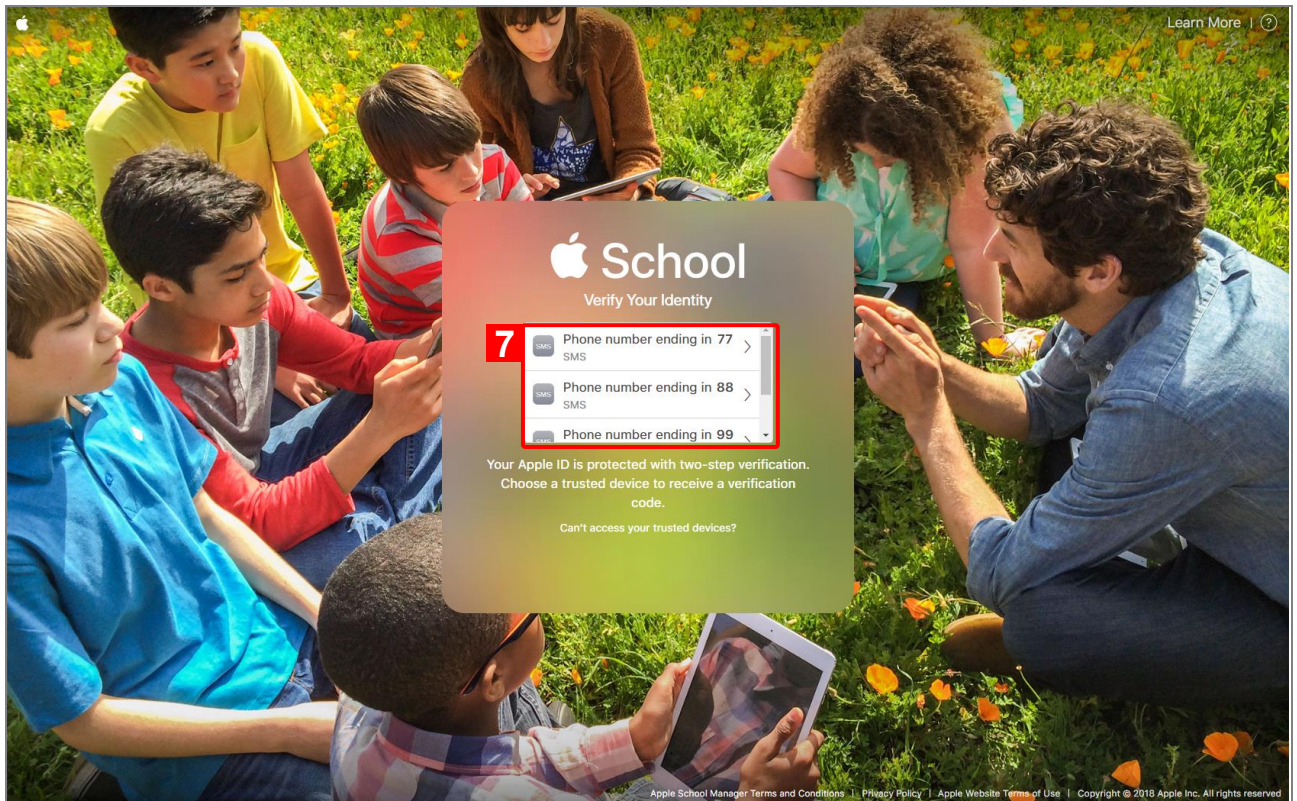 Learn More | ?
School
Verify Your Identity
7
Phone number ending in 77
SMS
SMS
Phone number ending in 88
SMS
SMS
Phone number ending in 99
SMS
Your Apple ID is protected with two-step verification.
Choose a trusted device to receive a verification
code.
Can't access your trusted devices?
Apple School Manager Terms and Conditions | Privacy Policy | Apple Website Terms of Use | Copyright © 2018 Apple Inc. All rights reserved